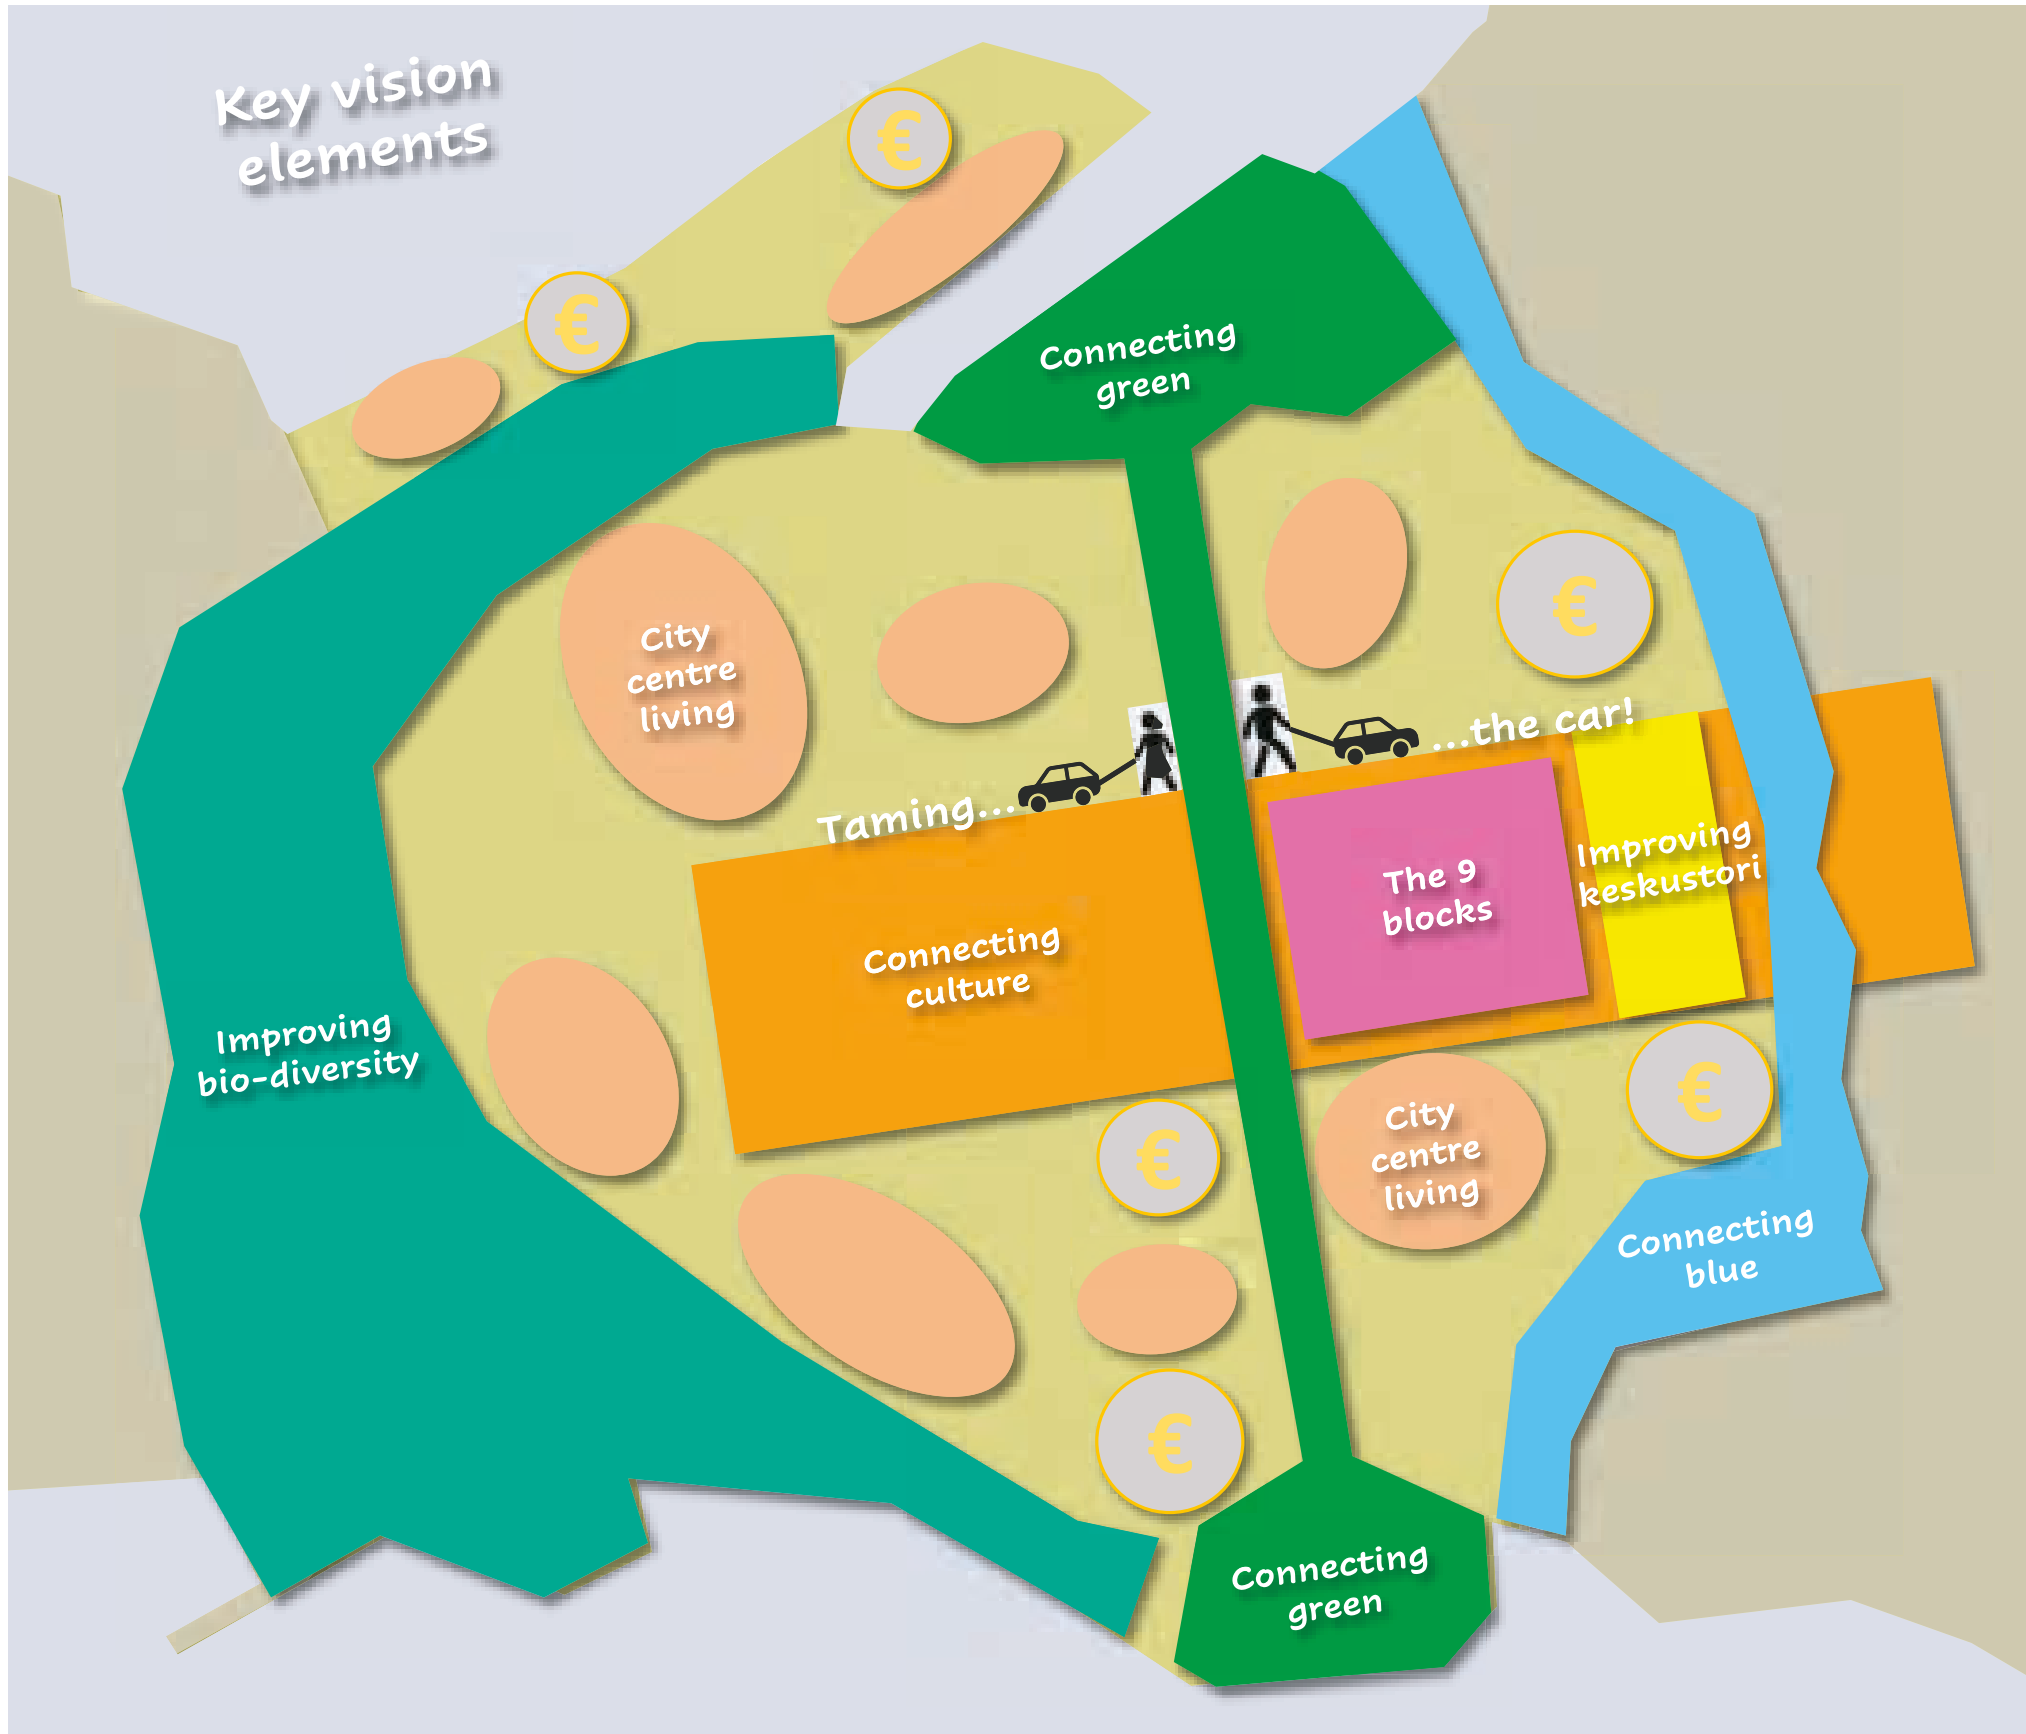 Key vision
elements
€
€
Connecting
green
€
City
centre
living
Taming...
...the car!
The 9
blocks
Improving
keskustori
Connecting
culture
Improving
bio-diversity
€
€
City
centre
living
Connecting
blue
€
Connecting
green